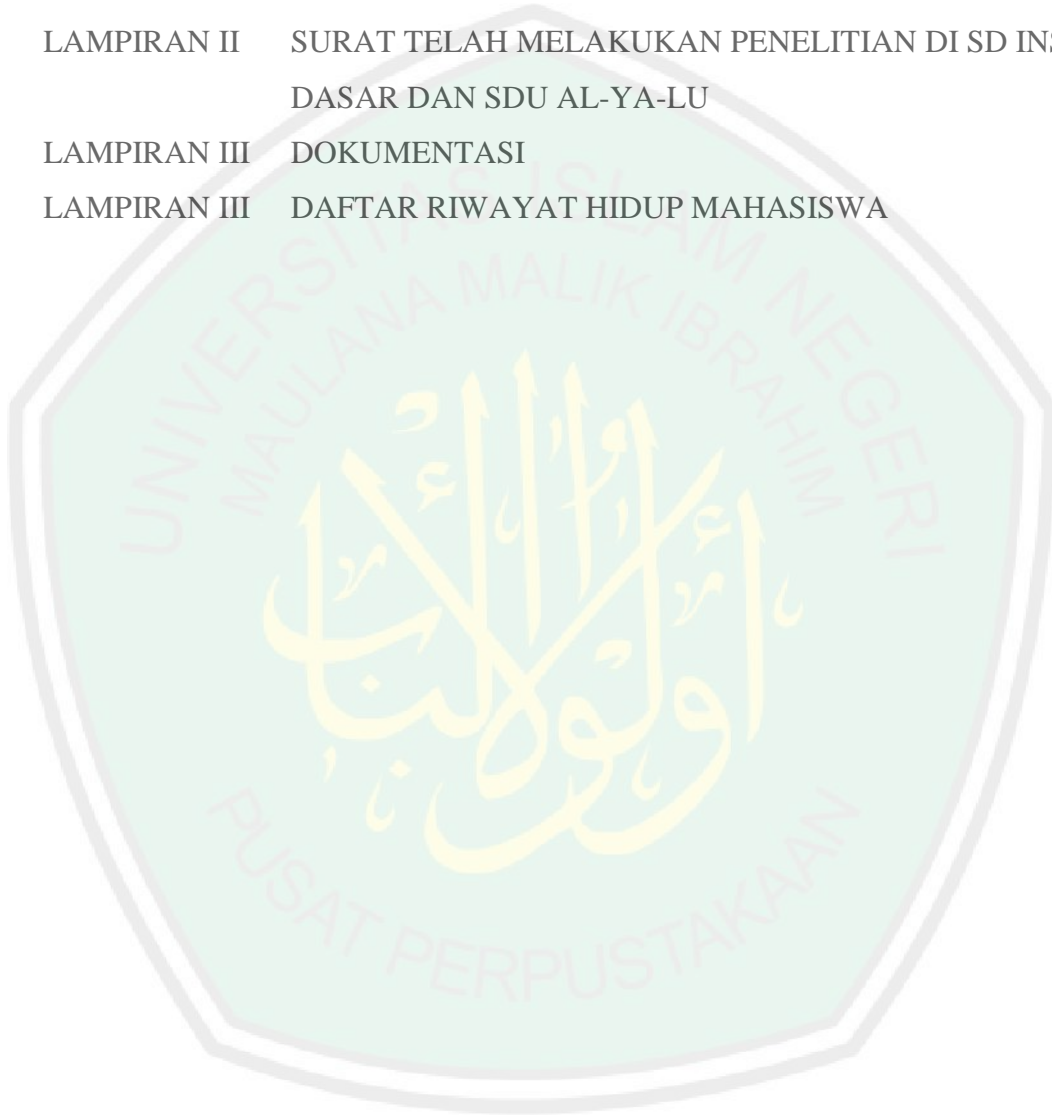 LAMPIRAN II SURAT TELAH MELAKUKAN PENELITIAN DI SD
DASAR DAN SDU AL-YA-LU
LAMPIRAN III DOKUMENTASI
LAMPIRAN III DAFTAR RIWAYAT HIDUP MAHASISWA
UNIVERSITAS ISLAM NEGERI
MAULANA MALIK IBRAHIM
PUSAT PERPUSTAKAAN